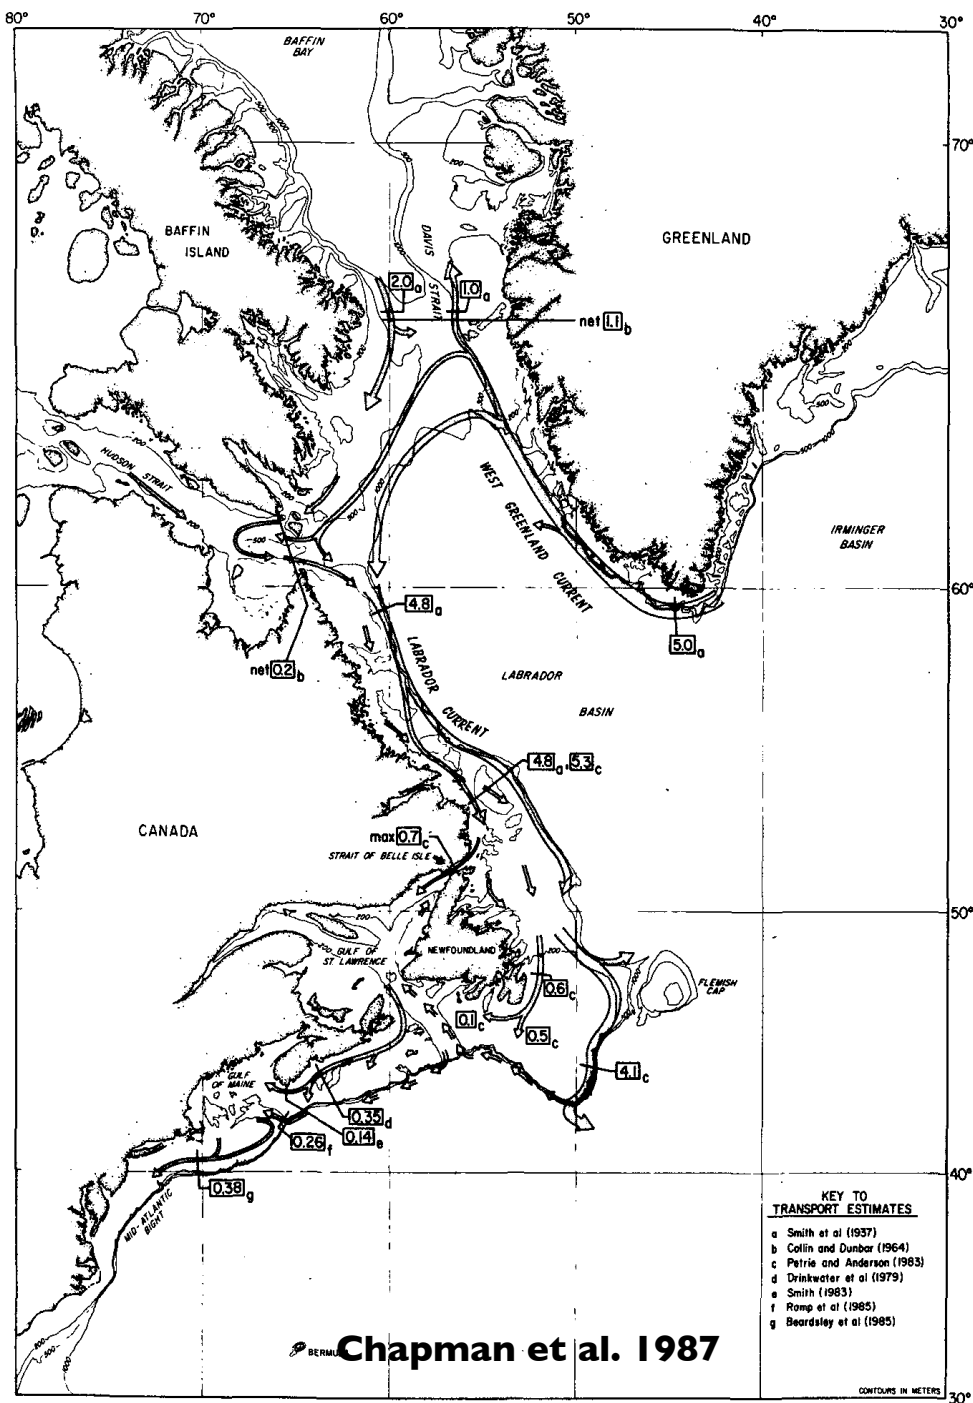 80°
70°
60°
50°
40°
30°
BAFFIN
BAY
70°
BAFFIN
ISLAND
DAVIS
STRAIT
GREENLAND
2.0a
1.0a
net 1.1b
500
HUDSON STRAIT
200
WEST GREENLAND CURRENT
IRMINGER
BASIN
60°
4.8a
5.0a
net 0.2b
LABRADOR CURRENT
LABRADOR
BASIN
4.8a, 5.3c
CANADA
max 0.7c
STRAIT OF BELLE ISLE
50°
GULF OF
ST. LAWRENCE
NEWFOUNDLAND
FLEMISH
CAP
0.6c
0.1c
0.5c
4.1c
GULF
OF MAINE
0.35d
0.14e
0.26f
0.38g
40°
MID-ATLANTIC
BIGHT
KEY TO
TRANSPORT ESTIMATES
a Smith et al (1937)
b Collin and Dunbar (1964)
c Petrie and Anderson (1983)
d Drinkwater et al (1979)
e Smith (1983)
f Ramp et al (1985)
g Beardsley et al (1985)
Chapman et al. 1987
CONTOURS IN METERS
30°